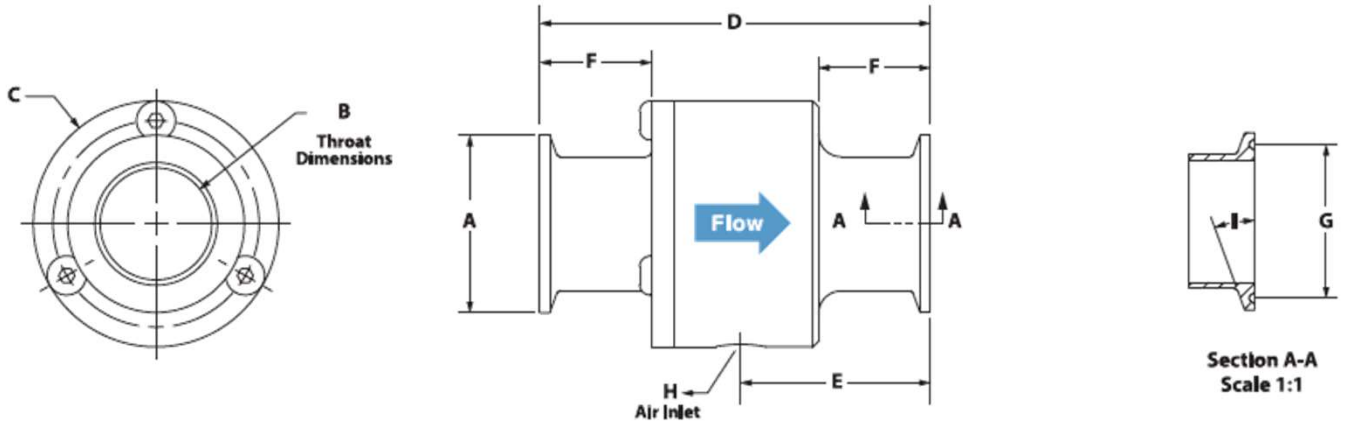 C
B
Throat
Dimensions
D
F
F
A
Flow
A
A
E
H
Air Inlet
I
G
Section A-A
Scale 1:1